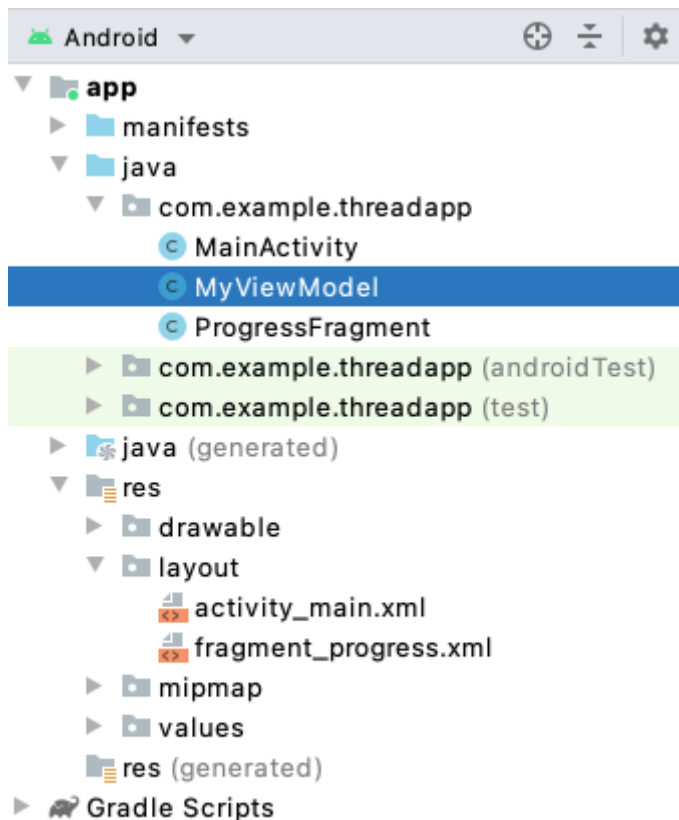 Android
app
manifests
java
com.example.threadapp
C MainActivity
C MyViewModel
C ProgressFragment
com.example.threadapp (androidTest)
com.example.threadapp (test)
java (generated)
res
drawable
layout
activity_main.xml
fragment_progress.xml
mipmap
values
res (generated)
Gradle Scripts